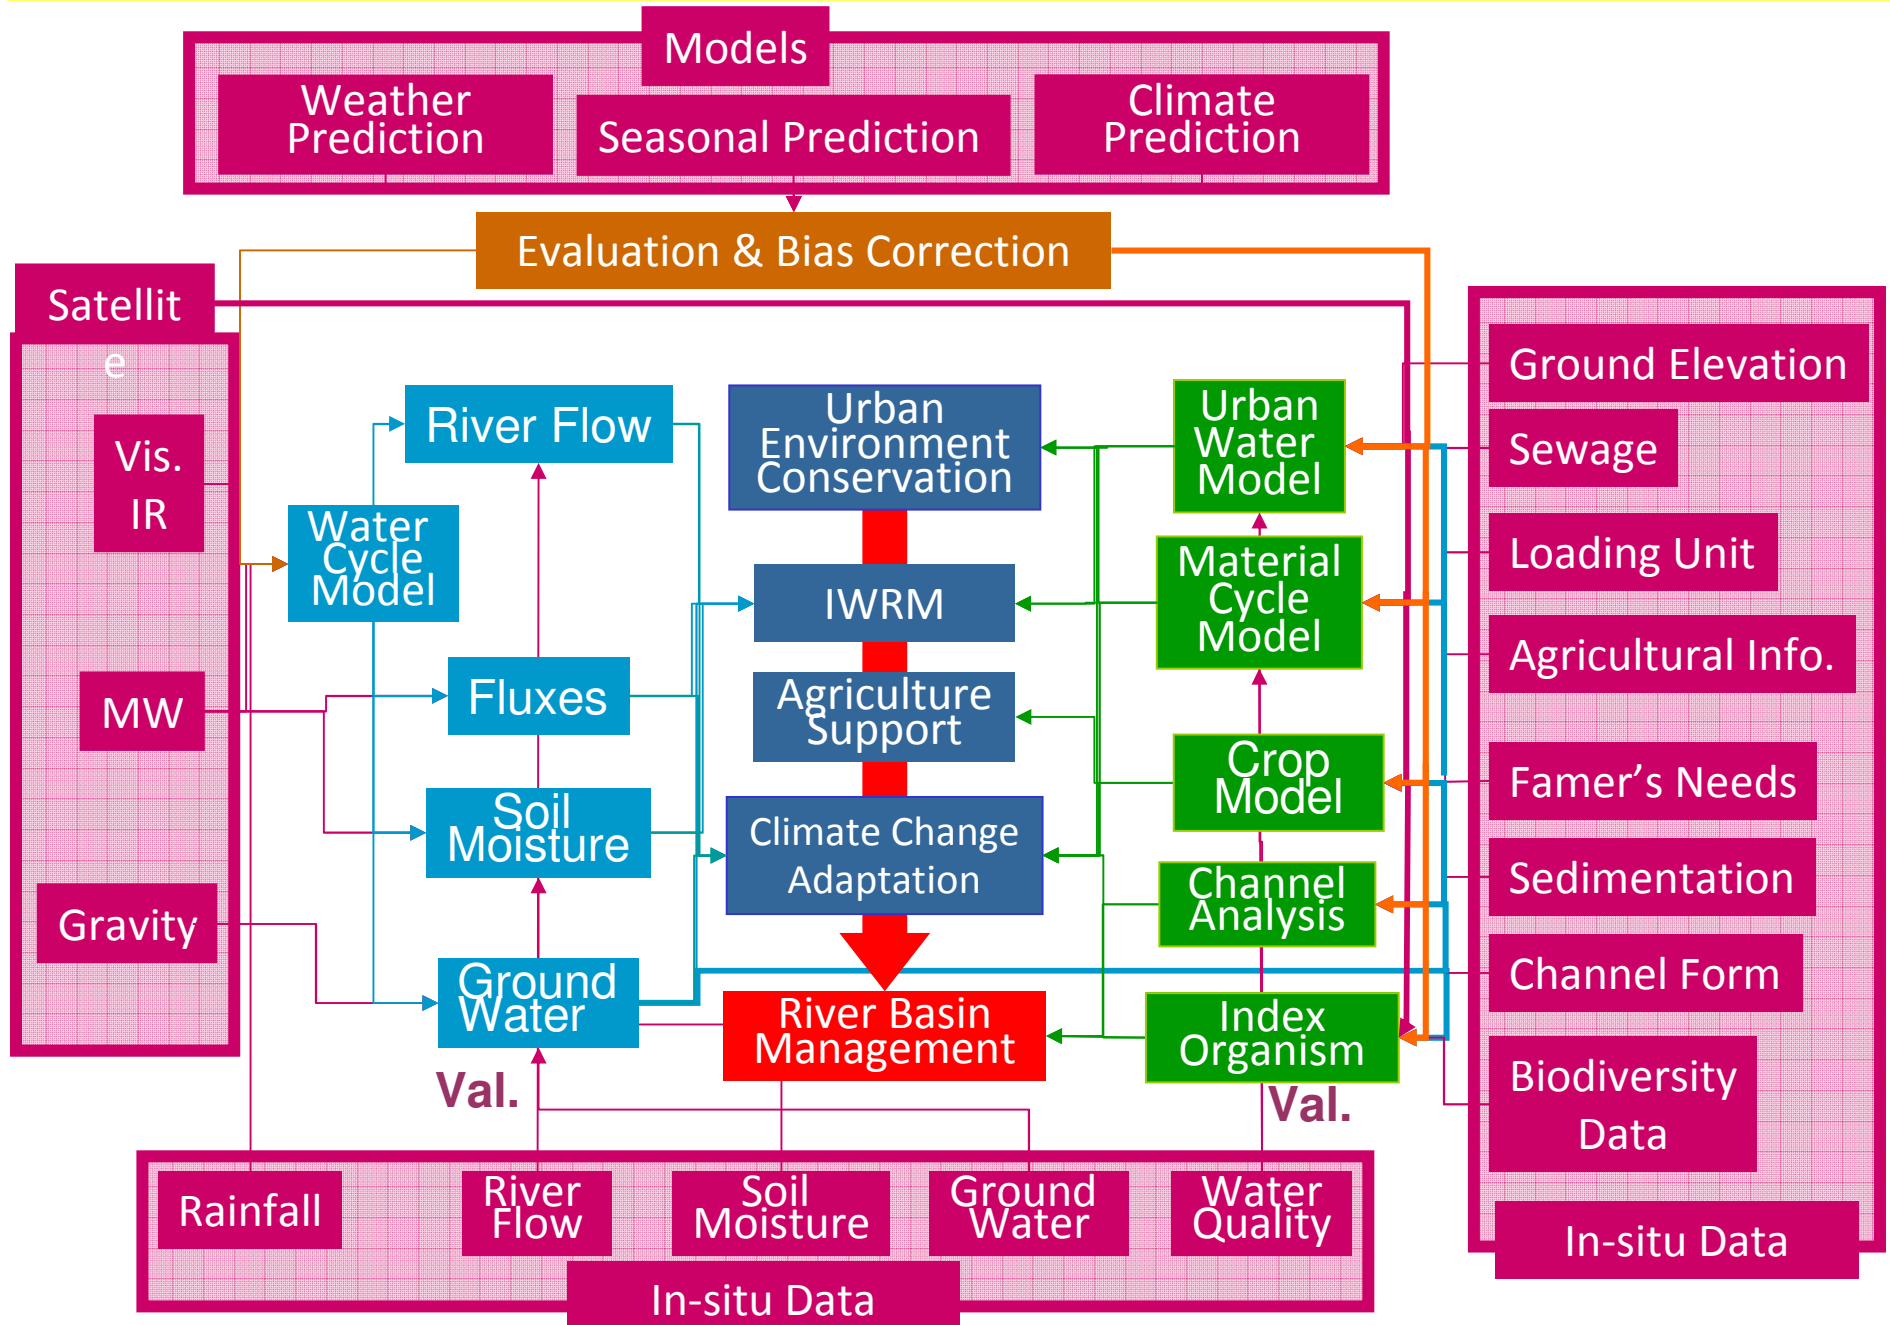 Models
Weather
Prediction
Seasonal Prediction
Climate
Prediction
Evaluation & Bias Correction
Satellit
e
Vis.
IR
MW
Gravity
Water
Cycle
Model
River Flow
Fluxes
Soil
Moisture
Ground
Water
Val.
Urban
Environment
Conservation
IWRM
Agriculture
Support
Climate Change
Adaptation
River Basin
Management
Urban
Water
Model
Material
Cycle
Model
Crop
Model
Channel
Analysis
Index
Organism
Val.
Ground Elevation
Sewage
Loading Unit
Agricultural Info.
Famer’s Needs
Sedimentation
Channel Form
Biodiversity
Data
In-situ Data
Rainfall
River
Flow
Soil
Moisture
Ground
Water
Water
Quality
In-situ Data